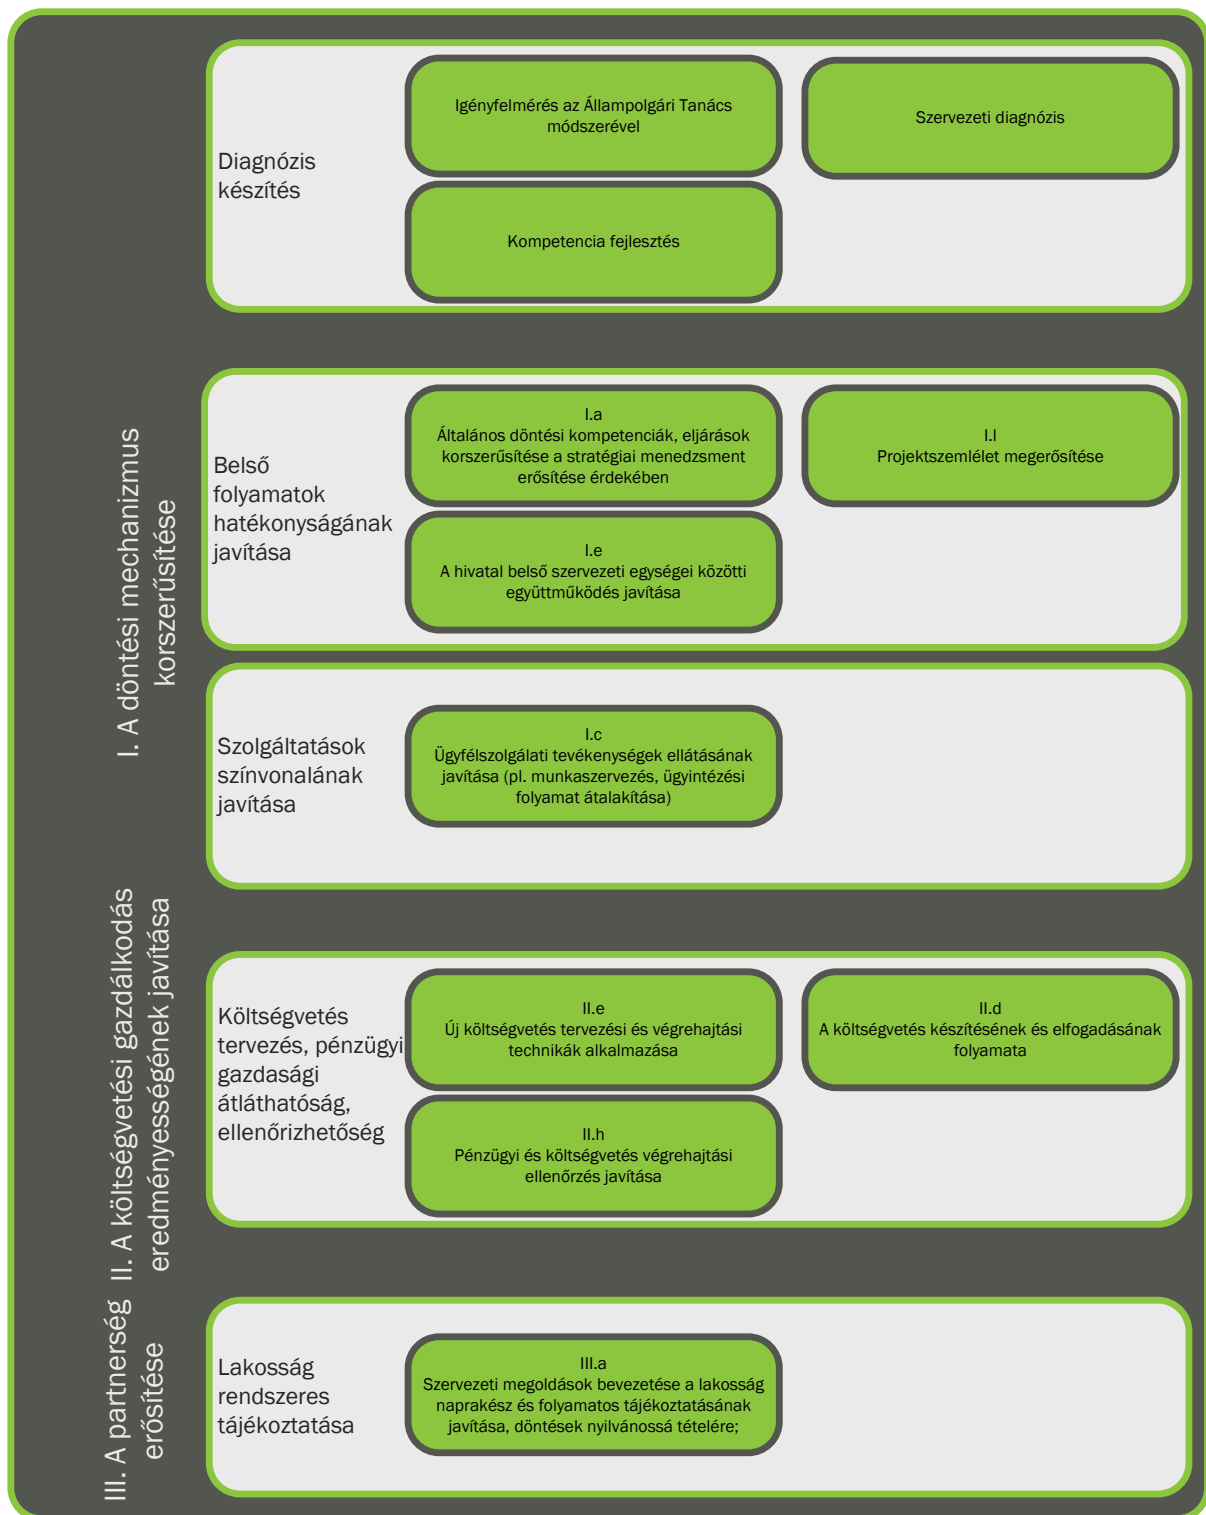 Diagnózis
készítés
Igényfelmérés az Állampolgári Tanács
módszerével
Szervezeti diagnózis
Kompetencia fejlesztés
I. A döntési mechanizmus
korszerűsítése
Belső
folyamatok
hatékonyságának
javítása
I.a
Általános döntési kompetenciák, eljárások
korszerűsítése a stratégiai menedzsment
erősítése érdekében
I.l
Projektszemlélet megerősítése
I.e
A hivatal belső szervezeti egységei közötti
együttműködés javítása
Szolgáltatások
színvonalának
javítása
I.c
Ügyfélszolgálati tevékenységek ellátásának
javítása (pl. munkaszervezés, ügyintézési
folyamat átalakítása)
II. A költségvetési gazdálkodás
eredményességének javítása
Költségvetés
tervezés, pénzügyi
gazdasági
átláthatóság,
ellenőrizhetőség
II.e
Új költségvetés tervezési és végrehajtási
technikák alkalmazása
II.d
A költségvetés készítésének és elfogadásának
folyamata
II.h
Pénzügyi és költségvetés végrehajtási
ellenőrzés javítása
III. A partnerség
erősítése
Lakosság
rendszeres
tájékoztatása
III.a
Szervezeti megoldások bevezetése a lakosság
naprakész és folyamatos tájékoztatásának
javítása, döntések nyilvánossá tételére;